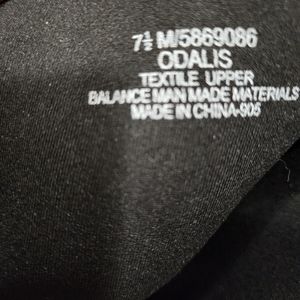 7½ M/5869086
ODALIS
TEXTILE UPPER
BALANCE MAN MADE MATERIALS
MADE IN CHINA-905